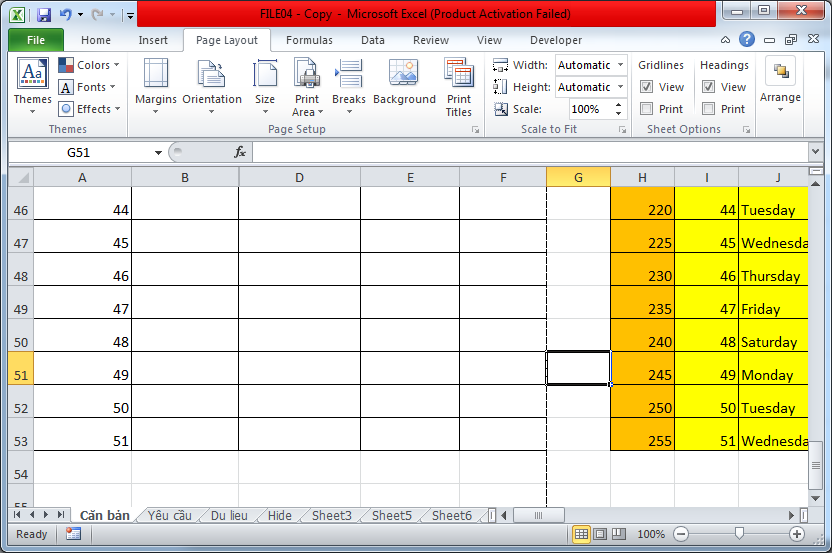 FILE04 - Copy - Microsoft Excel (Product Activation Failed)
File Home Insert Page Layout Formulas Data Review View Developer
Themes Colors Fonts Effects
Themes
Margins Orientation Size Print Area Breaks Background Print Titles
Page Setup
Width: Automatic
Height: Automatic
Scale: 100%
Scale to Fit
Gridlines Headings
View View
Print Print
Sheet Options
Arrange
G51 fx
A B C D E F G H I J
46 44 220 44 Tuesday
47 45 225 45 Wednesda
48 46 230 46 Thursday
49 47 235 47 Friday
50 48 240 48 Saturday
51 49 245 49 Monday
52 50 250 50 Tuesday
53 51 255 51 Wednesda
54
55
Căn bản Yêu cầu Du lieu Hide Sheet3 Sheet5 Sheet6
Ready 100%